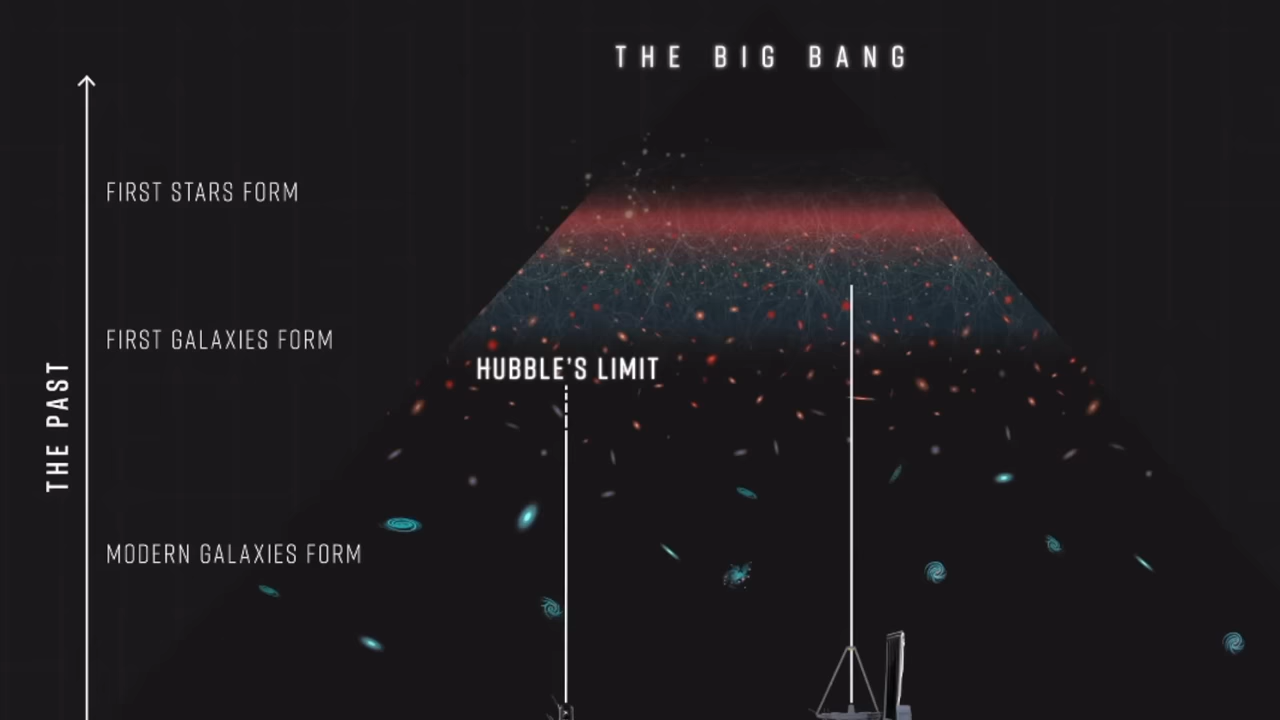 THE BIG BANG
FIRST STARS FORM
FIRST GALAXIES FORM
HUBBLE'S LIMIT
THE PAST
MODERN GALAXIES FORM